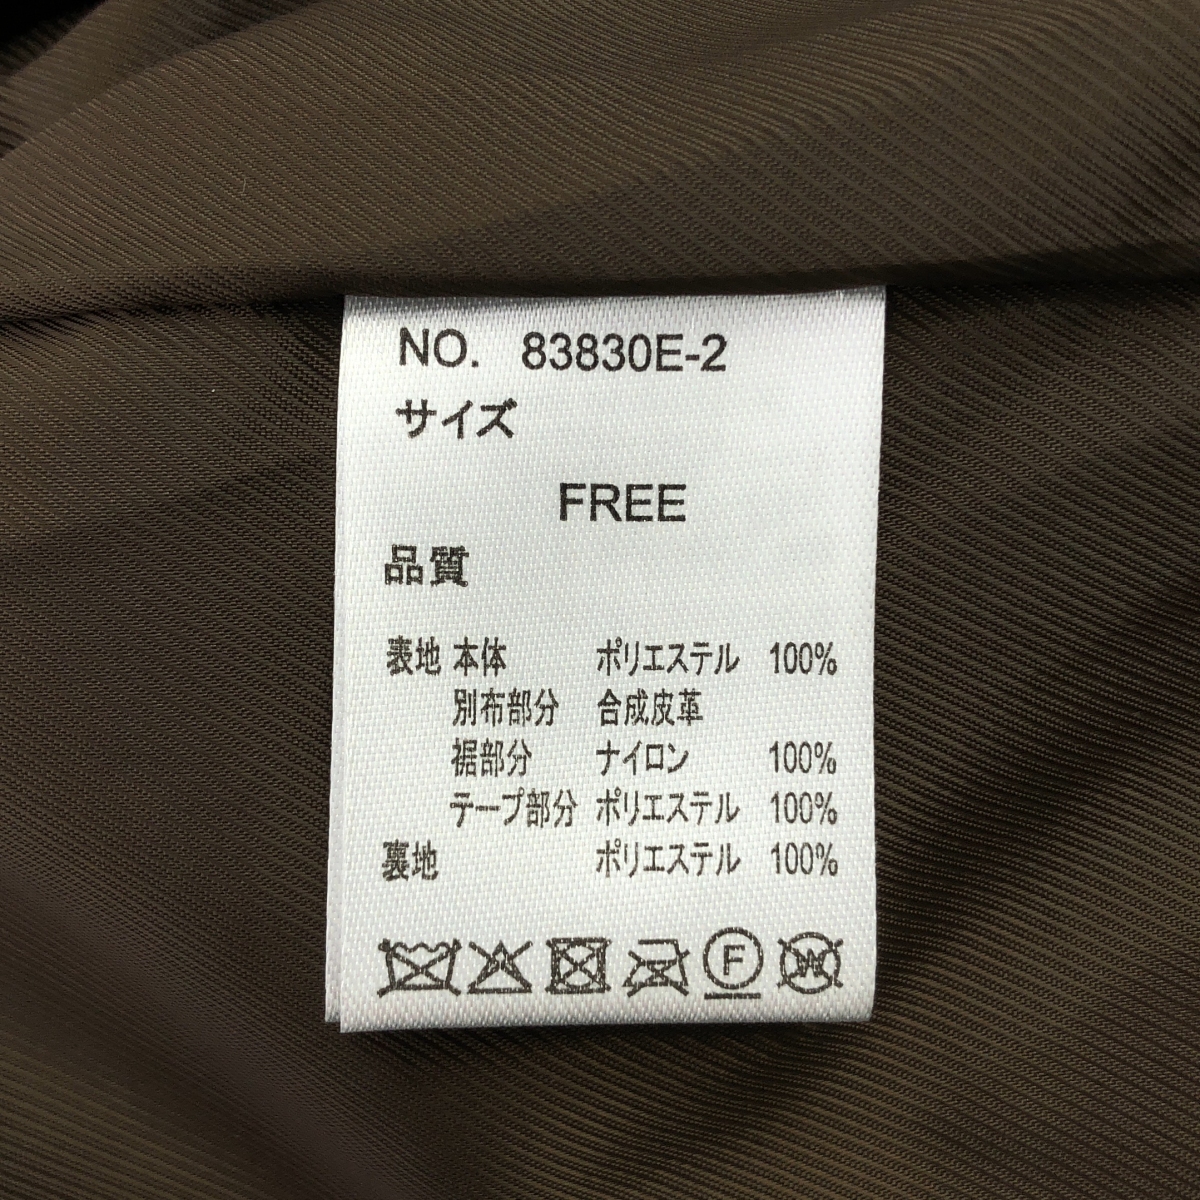 NO. 83830E-2
サイズ
FREE
品質
表地 本体 ポリエステル 100%
別布部分 合成皮革
裾部分 ナイロン 100%
テープ部分 ポリエステル 100%
裏地 ポリエステル 100%
F W